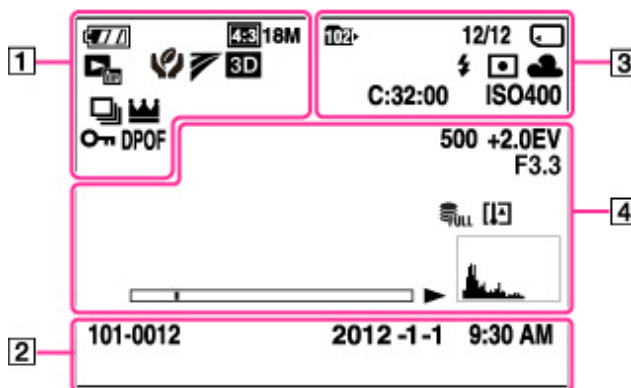 1
4:3 18M
3D
DPOF
102
12/12
3
C:32:00 ISO400
500 +2.0EV
F3.3
FULL
4
2
101-0012 2012 -1-1 9:30 AM